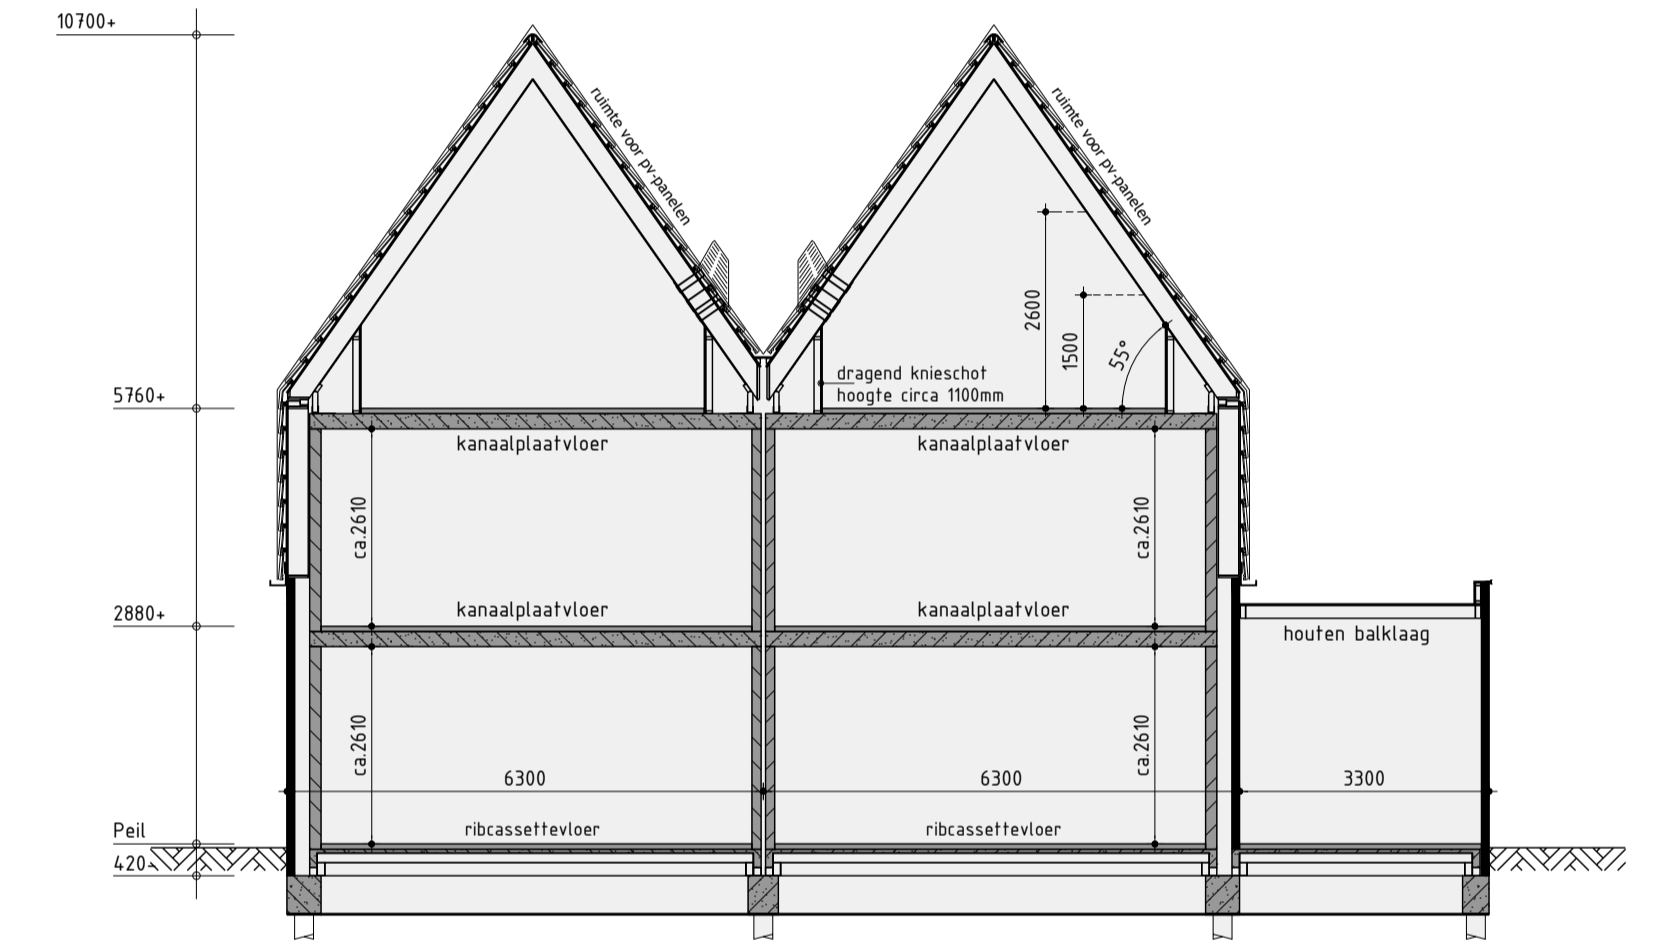 10700+
ruimte voor pv-panelen
ruimte voor pv-panelen
2600
1500
55°
dragend knieschot
hoogte circa 1100mm
5760+
kanaalplaatvloer
kanaalplaatvloer
ca.2610
ca.2610
2880+
kanaalplaatvloer
kanaalplaatvloer
houten balklaag
ca.2610
ca.2610
6300
6300
3300
Peil
ribcassettevloer
ribcassettevloer
420-